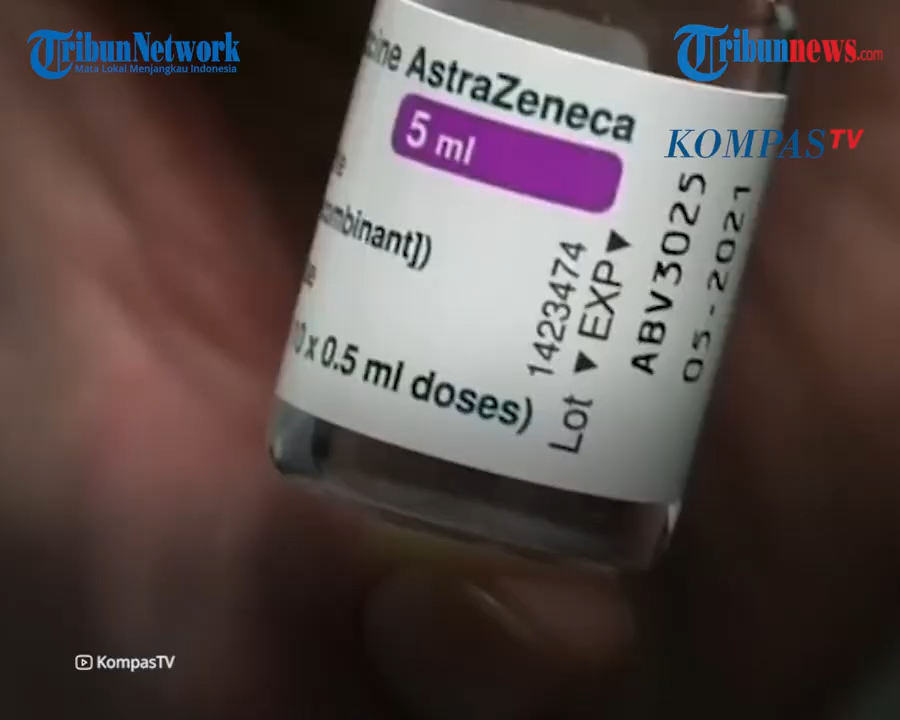 TribunNetwork
Mata Lokal Menjangkau Indonesia
Tribunnews.com
KOMPASTV
AstraZeneca
5 ml
x 0.5 ml doses)
1423474
Lot ▼ EXP▼
ABV3025
05-2021
KompasTV